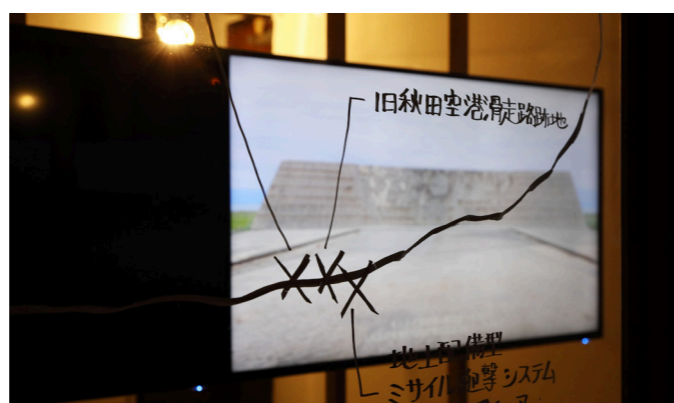 旧秋田空港滑走路跡地
地上配備型
ミサイル迎撃システム